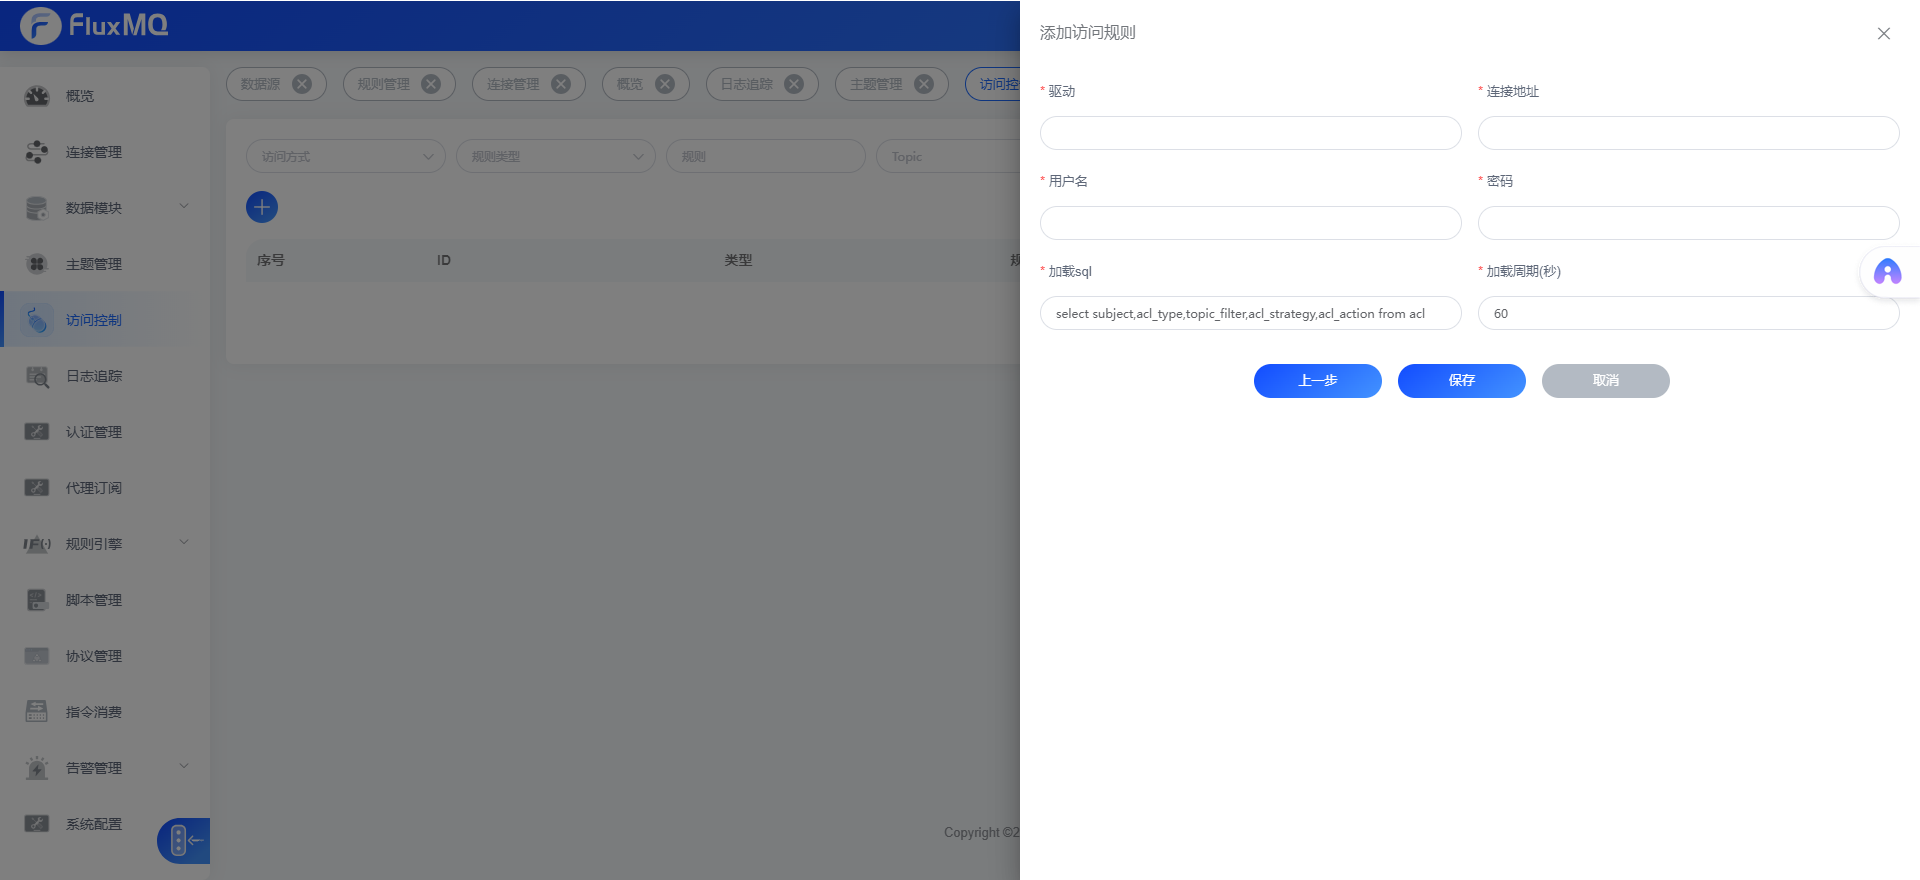 FluxMQ
概览
连接管理
数据模块
主题管理
访问控制
日志追踪
认证管理
代理订阅
规则引擎
脚本管理
协议管理
指令消费
告警管理
系统配置
数据源
规则管理
连接管理
概览
日志追踪
主题管理
访问控
访问方式
规则类型
规则
Topic
序号
ID
类型
Copyright ©2
添加访问规则
* 驱动
* 连接地址
* 用户名
* 密码
* 加载sql
* 加载周期(秒)
select subject,acl_type,topic_filter,acl_strategy,acl_action from acl
60
上一步
保存
取消